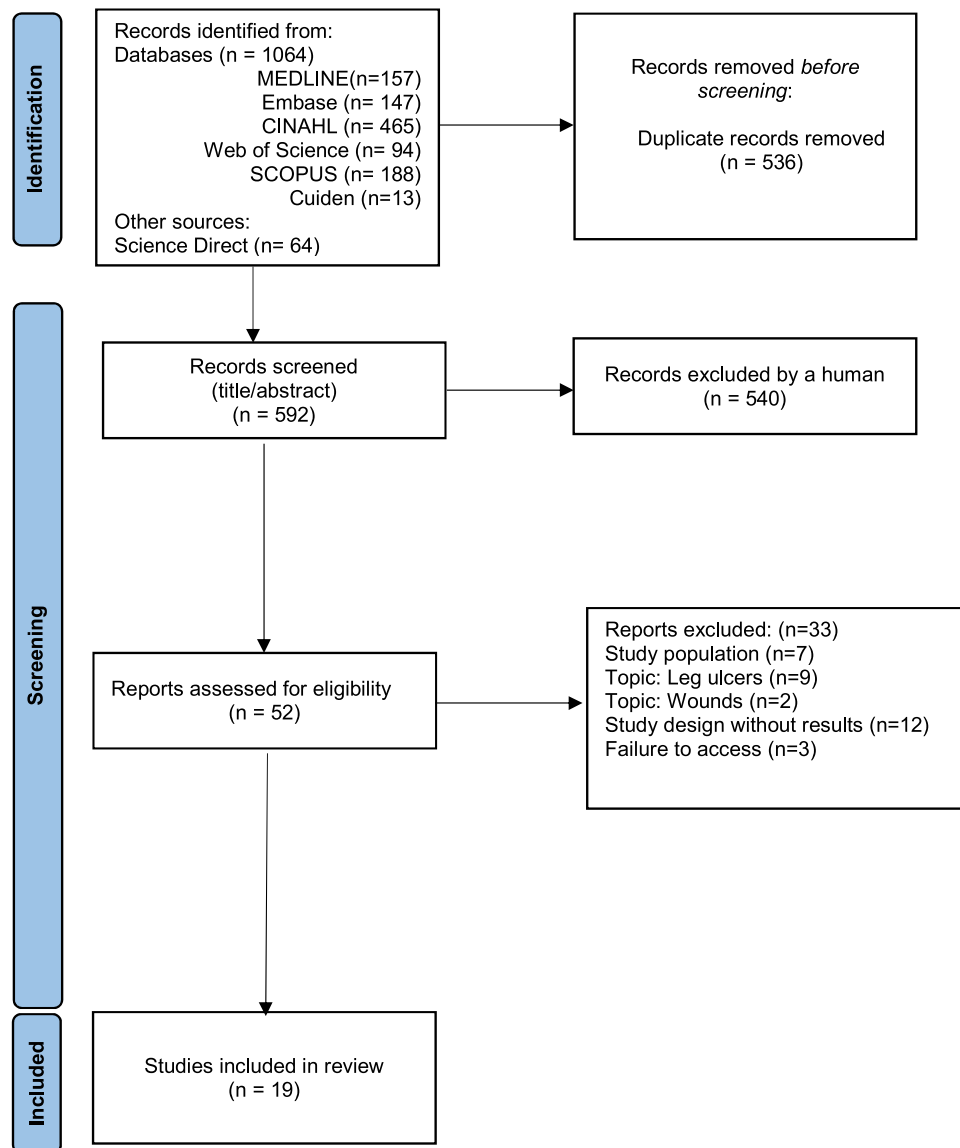 Identification
Records identified from:
Databases (n = 1064)
MEDLINE(n=157)
Embase (n= 147)
CINAHL (n= 465)
Web of Science (n= 94)
SCOPUS (n= 188)
Cuiden (n=13)
Other sources:
Science Direct (n= 64)
Records removed before
screening:
Duplicate records removed
(n = 536)
Screening
Records screened
(title/abstract)
(n = 592)
Records excluded by a human
(n = 540)
Reports assessed for eligibility
(n = 52)
Reports excluded: (n=33)
Study population (n=7)
Topic: Leg ulcers (n=9)
Topic: Wounds (n=2)
Study design without results (n=12)
Failure to access (n=3)
Included
Studies included in review
(n = 19)